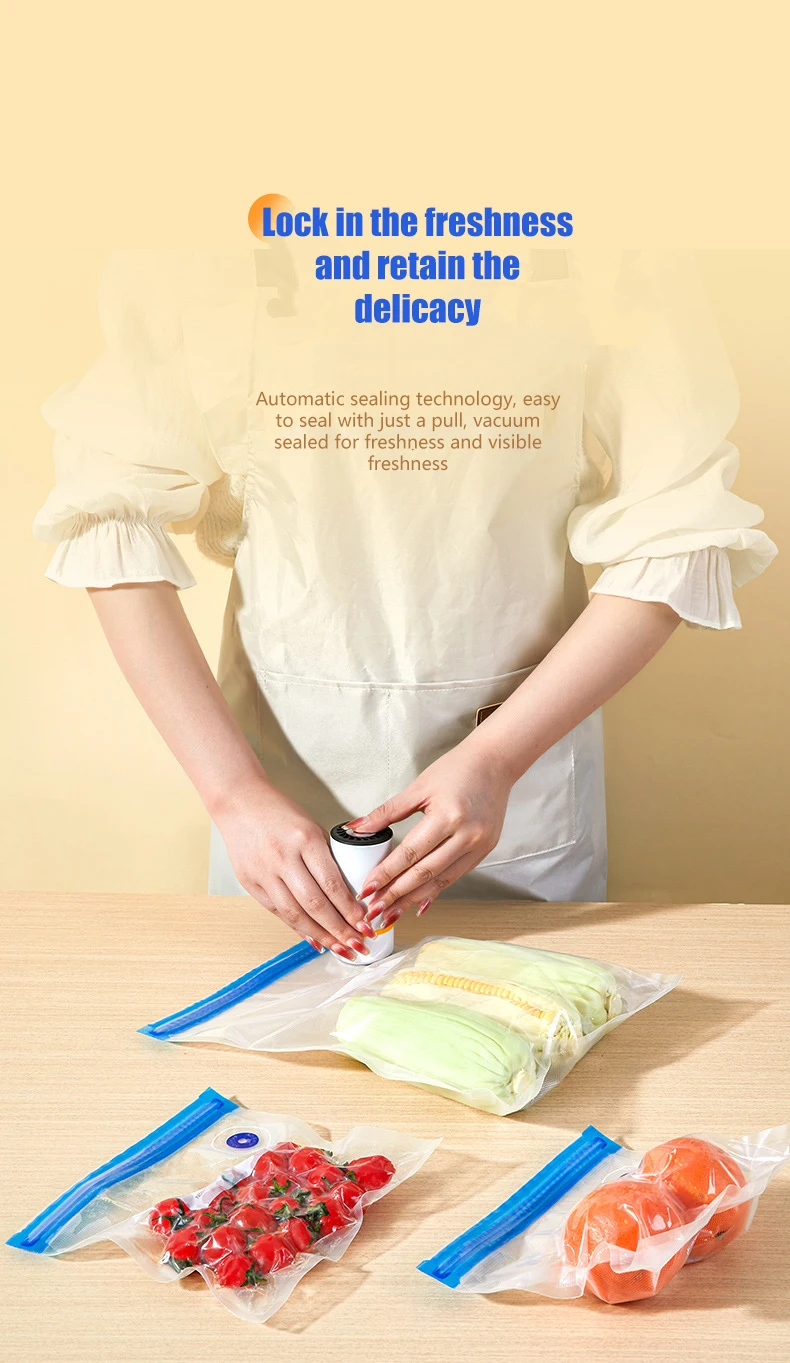 Lock in the freshness
and retain the
delicacy
Automatic sealing technology, easy
to seal with just a pull, vacuum
sealed for freshness and visible
freshness